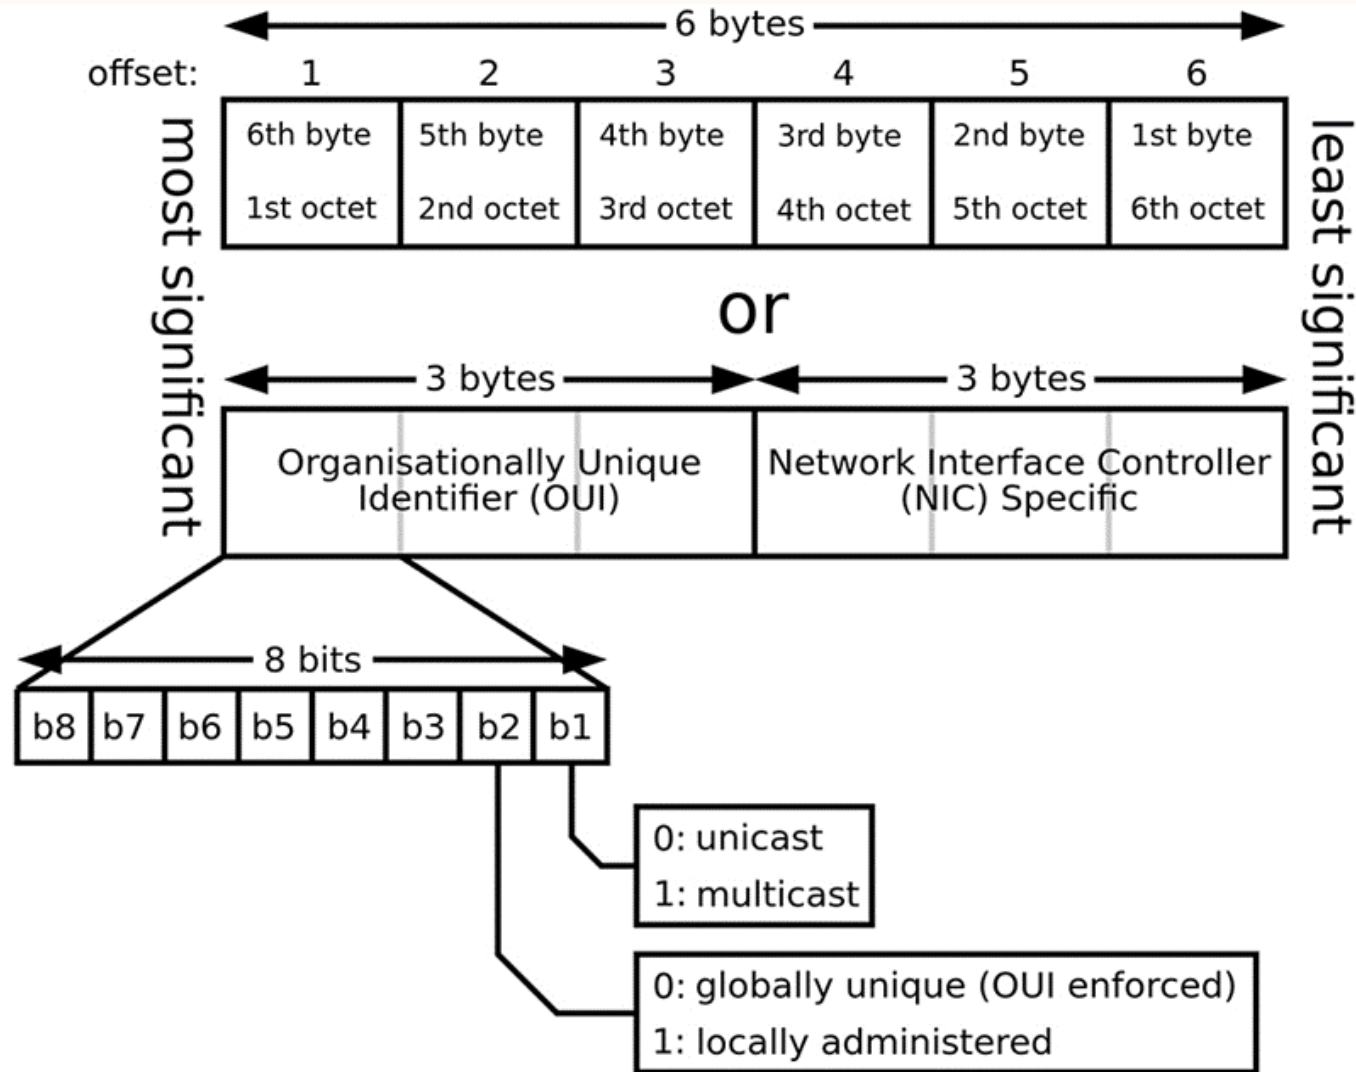 6 bytes
offset: 1 2 3 4 5 6
most significant
6th byte 5th byte 4th byte 3rd byte 2nd byte 1st byte
1st octet 2nd octet 3rd octet 4th octet 5th octet 6th octet
least significant
or
3 bytes 3 bytes
Organisationally Unique
Identifier (OUI)
Network Interface Controller
(NIC) Specific
8 bits
b8 b7 b6 b5 b4 b3 b2 b1
0: unicast
1: multicast
0: globally unique (OUI enforced)
1: locally administered